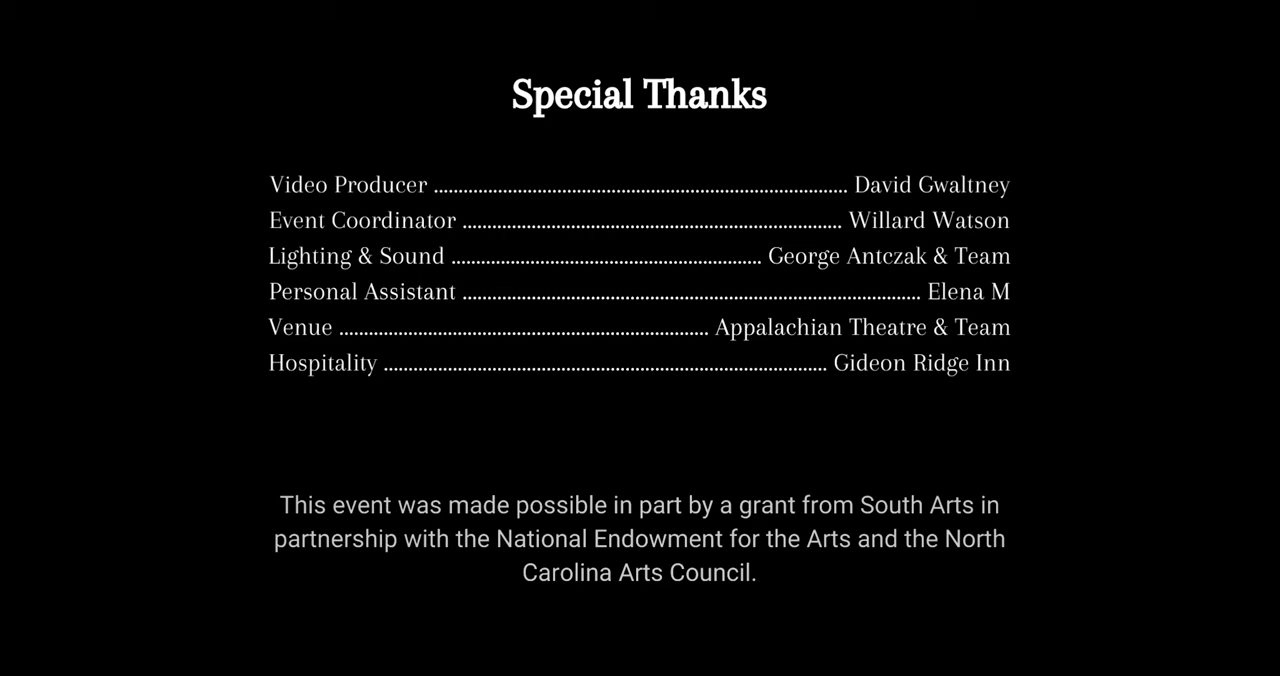 Special Thanks
Video Producer ................................................................................... David Gwaltney
Event Coordinator ............................................................................ Willard Watson
Lighting & Sound .............................................................. George Antczak & Team
Personal Assistant ............................................................................................ Elena M
Venue .......................................................................... Appalachian Theatre & Team
Hospitality ......................................................................................... Gideon Ridge Inn
This event was made possible in part by a grant from South Arts in
partnership with the National Endowment for the Arts and the North
Carolina Arts Council.